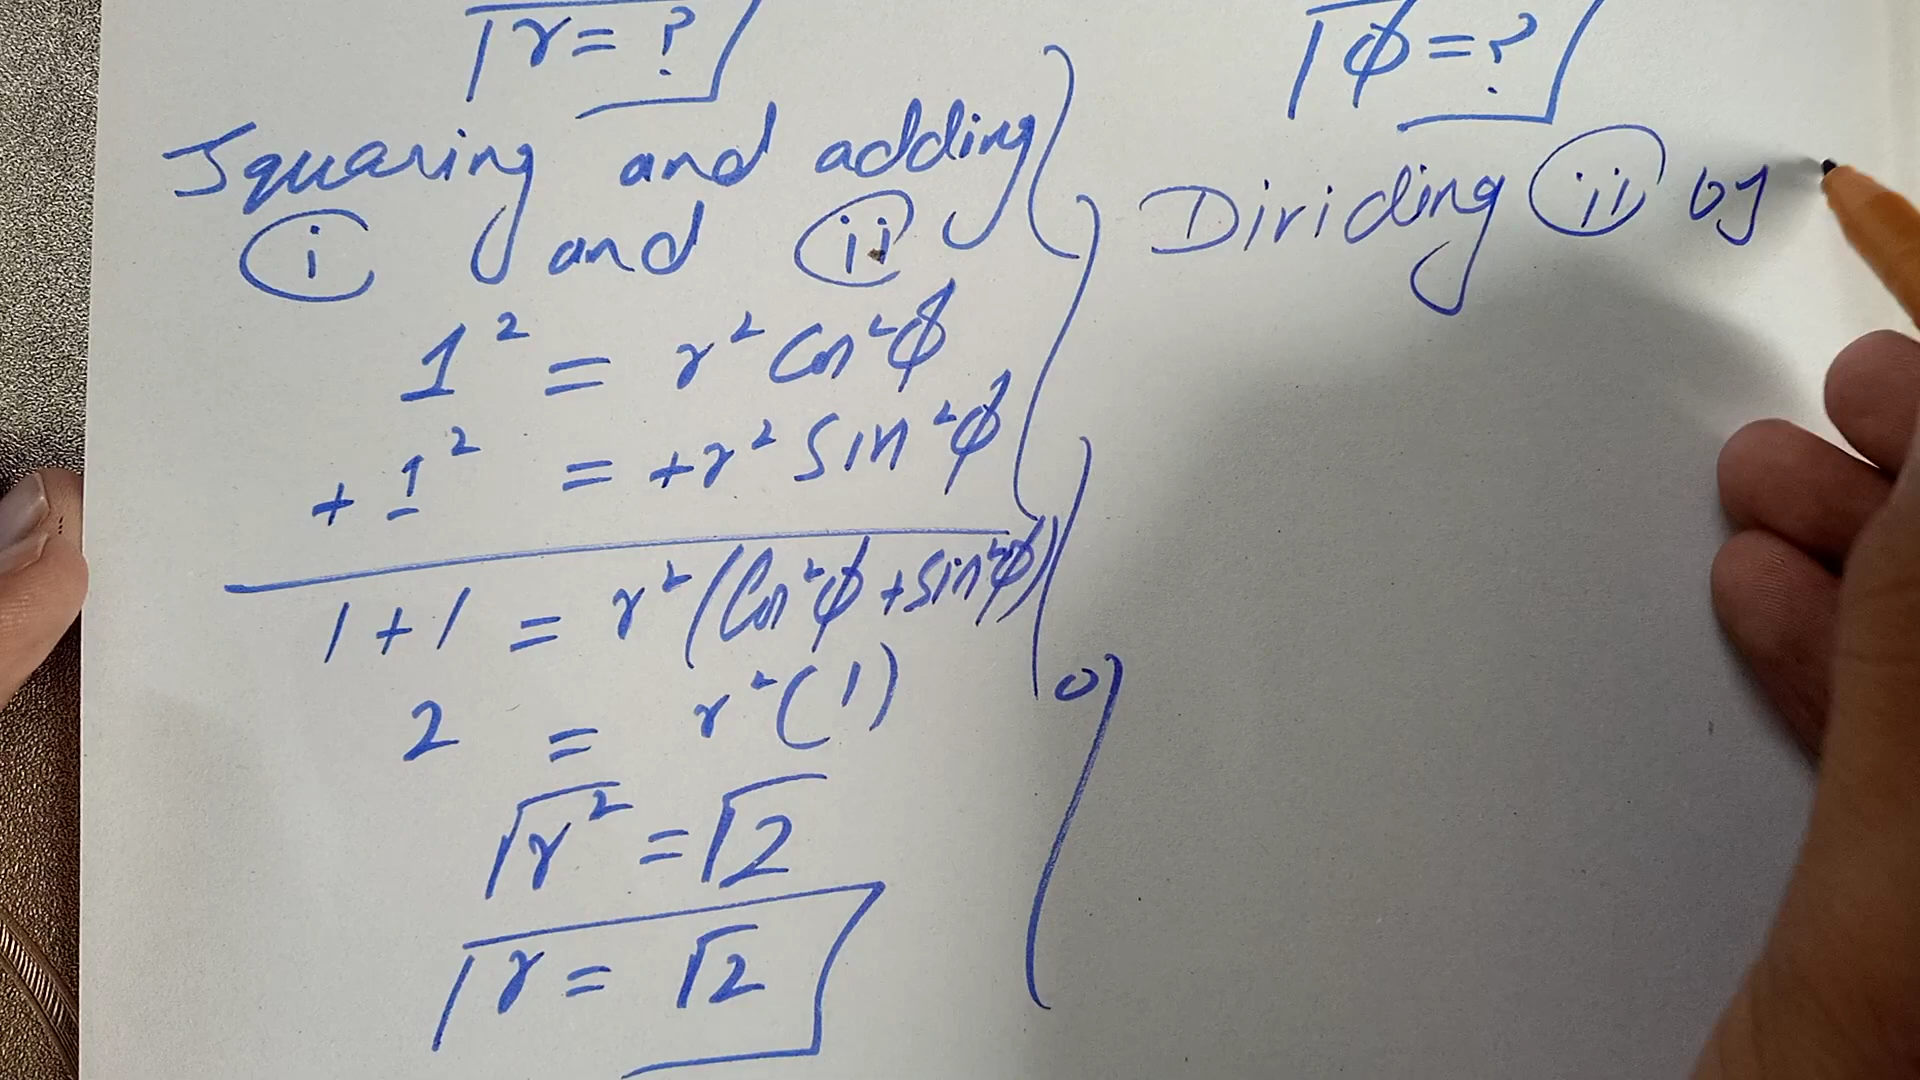 r = ?
Squaring and adding
(i) and (ii)
1² = r² Cos²ϕ
+ 1² = +r² Sin²ϕ
1 + 1 = r² (Cos²ϕ + Sin²ϕ)
2 = r² (1)
√r² = √2
r = √2
ϕ = ?
Dividing (ii) by